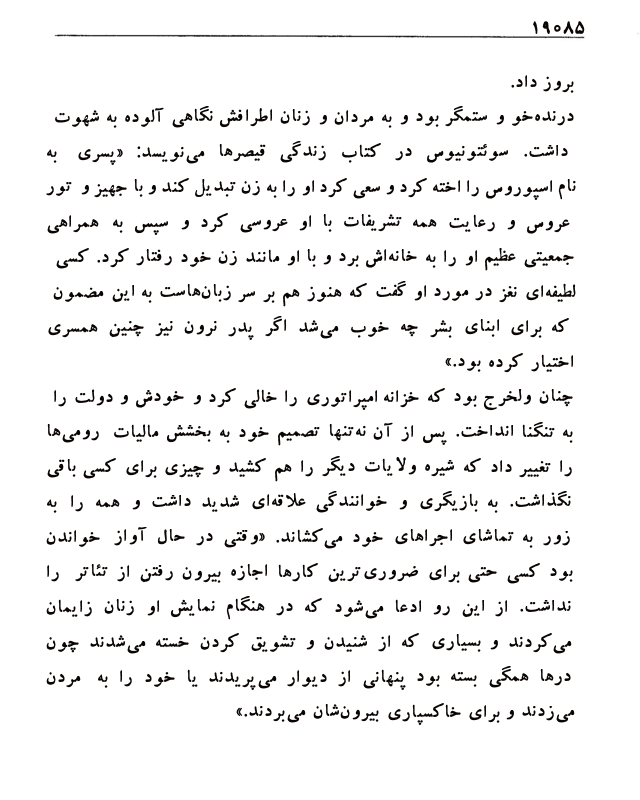 ۱۹۰۸۵
بروز داد.
درنده‌خو و ستمگر بود و به مردان و زنان اطرافش نگاهی آلوده به شهوت
داشت. سوئتونیوس در کتاب زندگی قیصرها می‌نویسد: «پسری به
نام اسپوروس را اخته کرد و سعی کرد او را به زن تبدیل کند و با جهیز و تور
عروس و رعایت همه تشریفات با او عروسی کرد و سپس به همراهی
جمعیتی عظیم او را به خانه‌اش برد و با او مانند زن خود رفتار کرد. کسی
لطیفه‌ای نغز در مورد او گفت که هنوز هم بر سر زبان‌هاست به این مضمون
که برای ابنای بشر چه خوب می‌شد اگر پدر نرون نیز چنین همسری
اختیار کرده بود.»
چنان ولخرج بود که خزانه امپراتوری را خالی کرد و خودش و دولت را
به تنگنا انداخت. پس از آن نه‌تنها تصمیم خود به بخشش مالیات رومی‌ها
را تغییر داد که شیره ولایات دیگر را هم کشید و چیزی برای کسی باقی
نگذاشت. به بازیگری و خوانندگی علاقه‌ای شدید داشت و همه را به
زور به تماشای اجراهای خود می‌کشاند. «وقتی در حال آواز خواندن
بود کسی حتی برای ضروری‌ترین کارها اجازه بیرون رفتن از تئاتر را
نداشت. از این رو ادعا می‌شود که در هنگام نمایش او زنان زایمان
می‌کردند و بسیاری که از شنیدن و تشویق کردن خسته می‌شدند چون
درها همگی بسته بود پنهانی از دیوار می‌پریدند یا خود را به مردن
می‌زدند و برای خاکسپاری بیرون‌شان می‌بردند.»